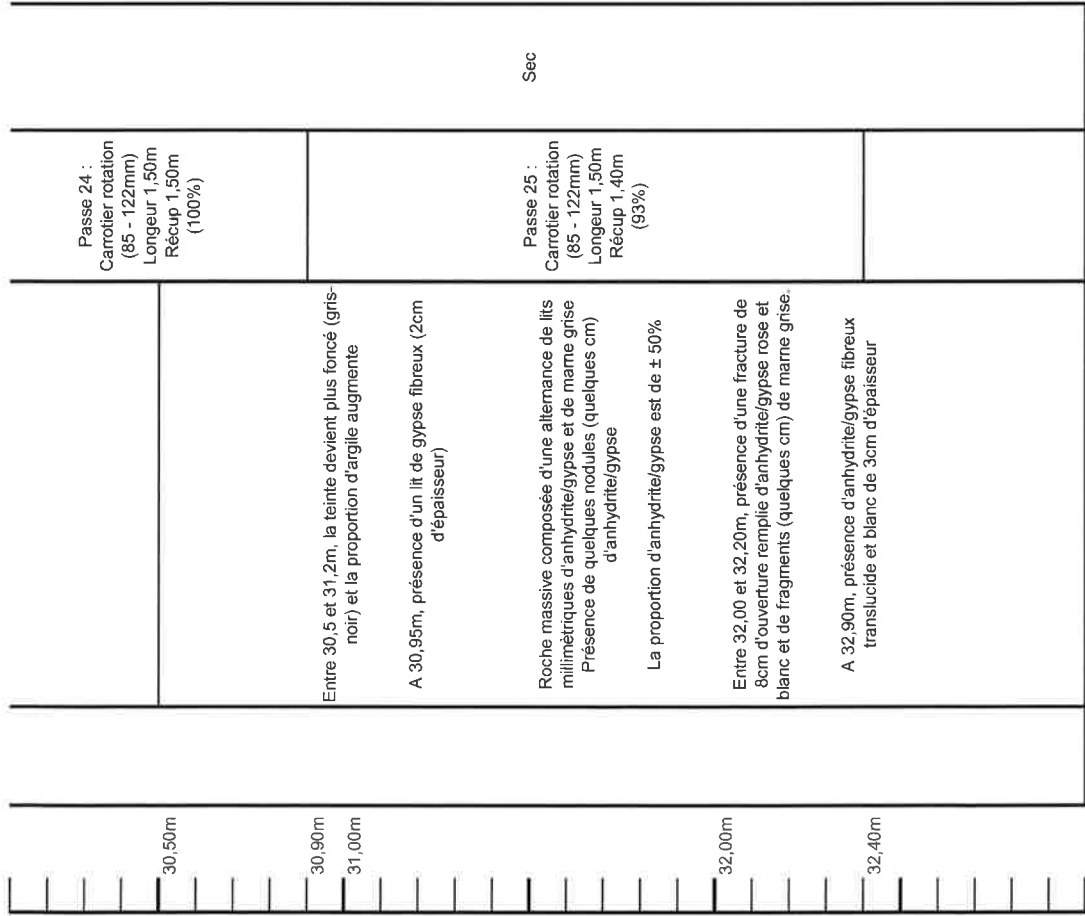 30,50m
30,90m
31,00m
32,00m
32,40m
Entre 30,5 et 31,2m, la teinte devient plus foncé (gris-
noir) et la proportion d'argile augmente
A 30,95m, présence d'un lit de gypse fibreux (2cm
d'épaisseur)
Roche massive composée d'une alternance de lits
millimétriques d'anhydrite/gypse et de marne grise
Présence de quelques nodules (quelques cm)
d'anhydrite/gypse
La proportion d'anhydrite/gypse est de ± 50%
Entre 32,00 et 32,20m, présence d'une fracture de
8cm d'ouverture remplie d'anhydrite/gypse rose et
blanc et de fragments (quelques cm) de marne grise.
A 32,90m, présence d'anhydrite/gypse fibreux
translucide et blanc de 3cm d'épaisseur
Passe 24 :
Carrotier rotation
(85 - 122mm)
Longeur 1,50m
Récup 1,50m
(100%)
Passe 25 :
Carrotier rotation
(85 - 122mm)
Longeur 1,50m
Récup 1,40m
(93%)
Sec